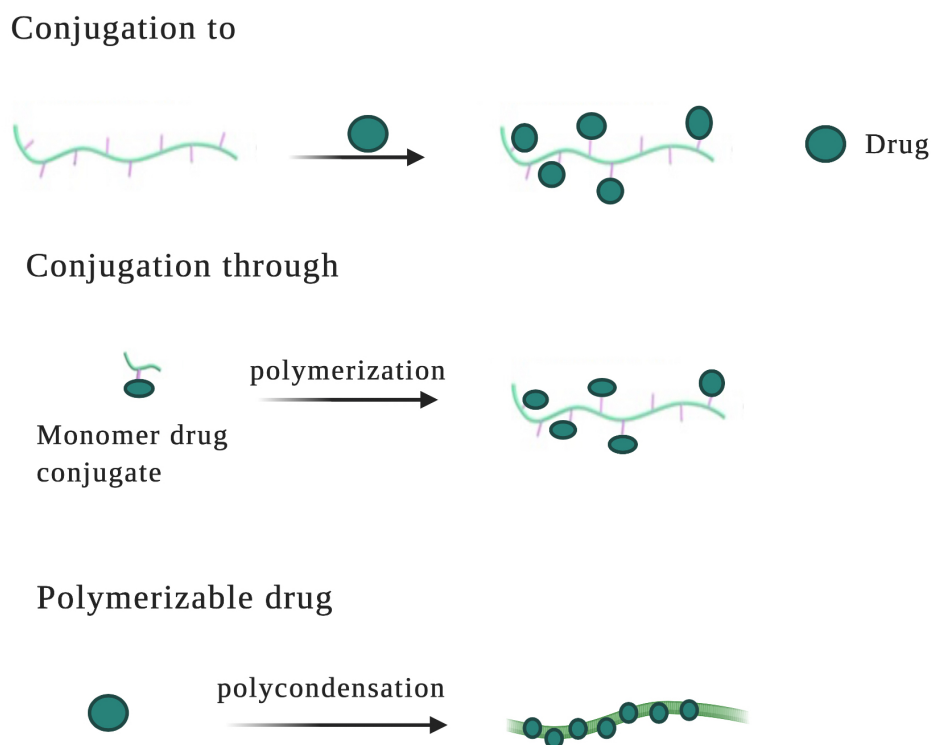 Conjugation to
Drug
Conjugation through
polymerization
Monomer drug
conjugate
Polymerizable drug
polycondensation